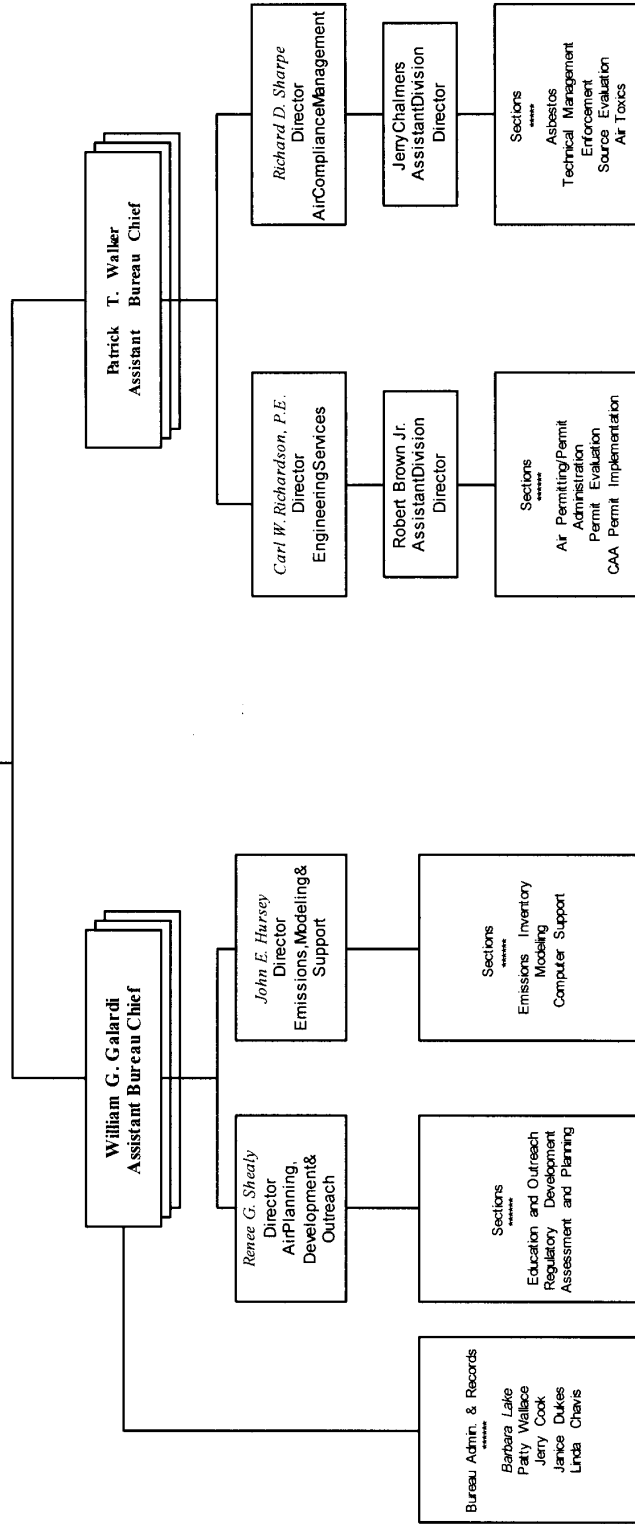 William G. Galardi
Assistant Bureau Chief
Patrick T. Walker
Assistant Bureau Chief
Renee G. Shealy
Director
AirPlanning,
Development&
Outreach
John E. Hursey
Director
Emissions,Modeling&
Support
Carl W. Richardson, P.E.
Director
EngineeringServices
Richard D. Sharpe
Director
AirComplianceManagement
Robert Brown Jr.
AssistantDivision
Director
JerryChalmers
AssistantDivision
Director
Bureau Admin. & Records
******
Barbara Lake
Patty Wallace
Jerry Cook
Janice Dukes
Linda Chavis
Sections
******
Education and Outreach
Regulatory Development
Assessment and Planning
Sections
******
Emissions Inventory
Modeling
Computer Support
Sections
******
Air Permitting/Permit
Administration
Permit Evaluation
CAA Permit Implementation
Sections
*****
Asbestos
Technical Management
Enforcement
Source Evaluation
Air Toxics